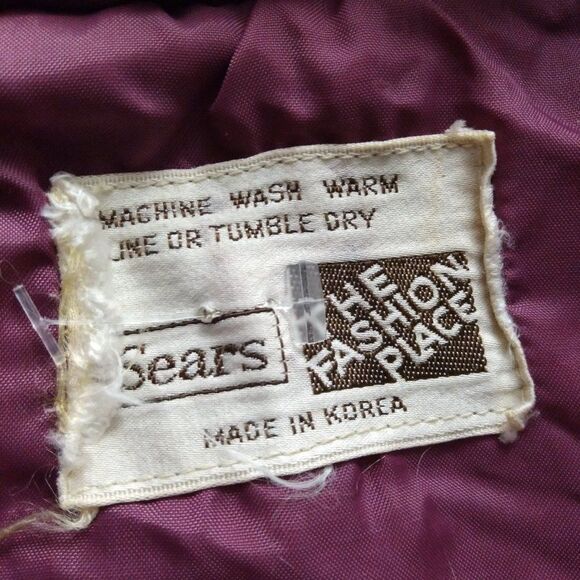 MACHINE WASH WARM
LINE OR TUMBLE DRY
Sears
THE
FASHION
PLACE
MADE IN KOREA